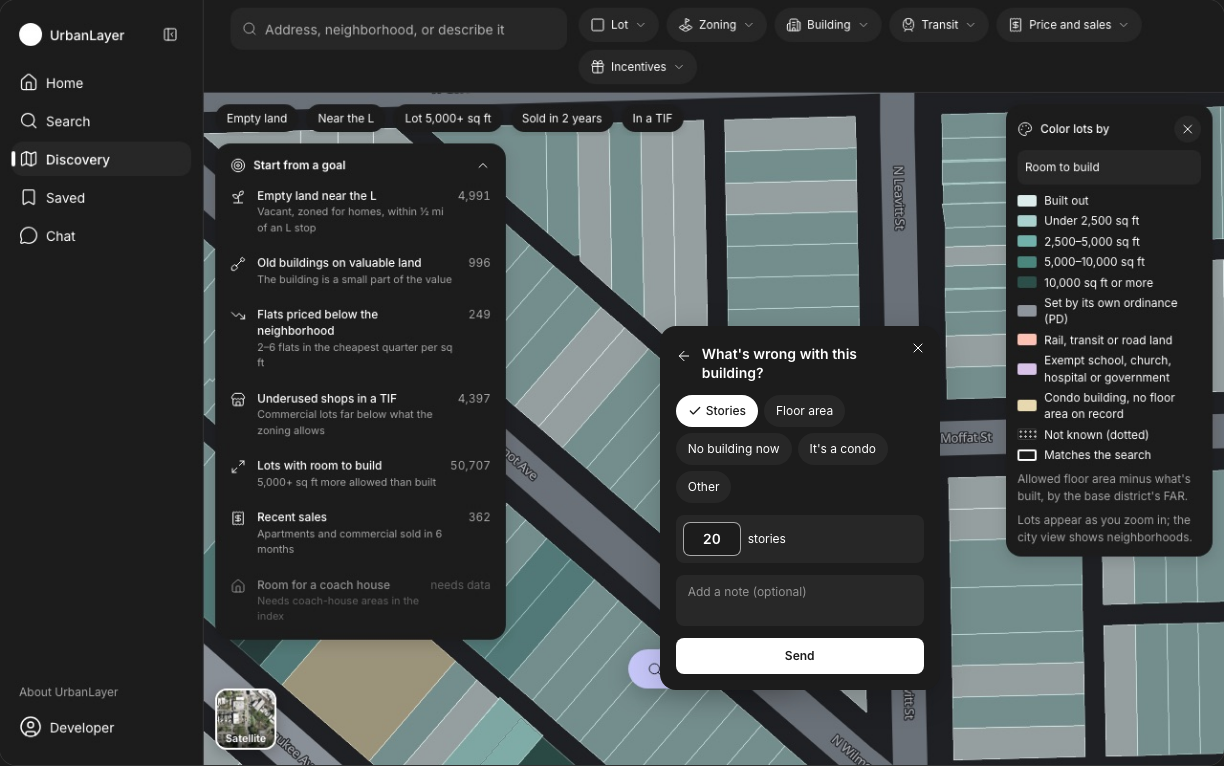 UrbanLayer
Home
Search
Discovery
Saved
Chat
About UrbanLayer
Developer
Address, neighborhood, or describe it
Lot
Zoning
Building
Transit
Price and sales
Incentives
Empty land
Near the L
Lot 5,000+ sq ft
Sold in 2 years
In a TIF
Start from a goal
Empty land near the L 4,991
Vacant, zoned for homes, within ½ mi
of an L stop
Old buildings on valuable land 996
The building is a small part of the value
Flats priced below the 249
neighborhood
2–6 flats in the cheapest quarter per sq
ft
Underused shops in a TIF 4,397
Commercial lots far below what the
zoning allows
Lots with room to build 50,707
5,000+ sq ft more allowed than built
Recent sales 362
Apartments and commercial sold in 6
months
Room for a coach house needs data
Needs coach-house areas in the
index
Satellite
N Leavitt St
Moffat St
What's wrong with this
building?
Stories
Floor area
No building now
It's a condo
Other
20 stories
Add a note (optional)
Send
Color lots by
Room to build
Built out
Under 2,500 sq ft
2,500–5,000 sq ft
5,000–10,000 sq ft
10,000 sq ft or more
Set by its own ordinance
(PD)
Rail, transit or road land
Exempt school, church,
hospital or government
Condo building, no floor
area on record
Not known (dotted)
Matches the search
Allowed floor area minus what's
built, by the base district's FAR.
Lots appear as you zoom in; the
city view shows neighborhoods.